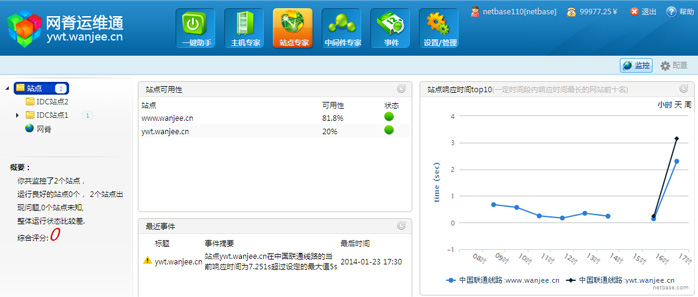 网脊运维通
ywt.wanjee.cn
一键助手
主机专家
站点专家
中间件专家
事件
设置/管理
netbase110[netbase]
99977.25￥
退出
帮助
监控
配置
站点
2
IDC站点2
IDC站点1
1
网脊
概要：
你共监控了2个站点，
运行良好的站点0个， 2个站点出
现问题,0个站点未知,
整体运行状态比较差.
综合评分: 0
站点可用性
站点 可用性 状态
www.wanjee.cn 81.8%
ywt.wanjee.cn 20%
最近事件
标题 事件摘要 最后时间
ywt.wanjee.cn 站点ywt.wanjee.cn在中国联通线路的当前响应时间为7.251s超过设定的最大值5s 2014-01-23 17:30
站点响应时间top10(一定时间段内响应时间最长的网站前十名)
小时 天 周
time (sec)
4
3
2
1
0
-1
08时 09时 10时 11时 12时 13时 14时 15时 16时 17时
中国联通线路:www.wanjee.cn
中国联通线路:ywt.wanjee.cn
netbase.com